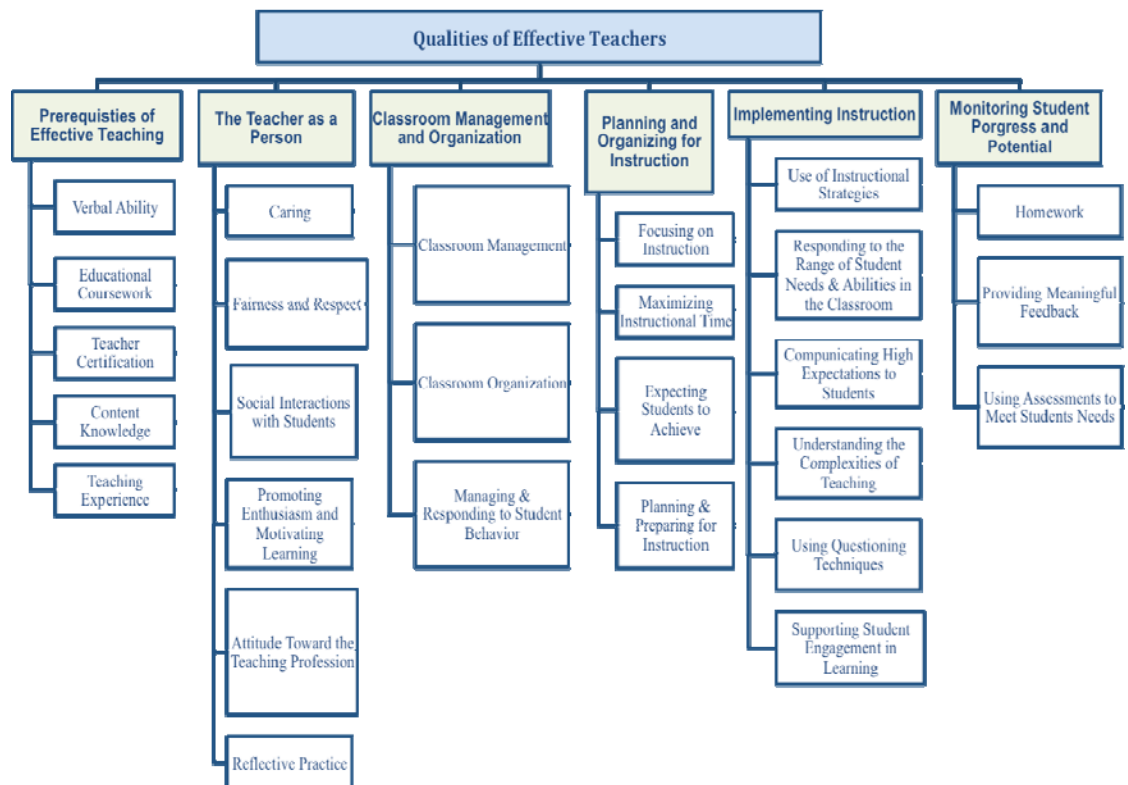 Qualities of Effective Teachers
Prerequisties of
Effective Teaching
Verbal Ability
Educational
Coursework
Teacher
Certification
Content
Knowledge
Teaching
Experience
The Teacher as a
Person
Caring
Fairness and Respect
Social Interactions
with Students
Promoting
Enthusiasm and
Motivating
Learning
Attitude Toward the
Teaching Profession
Reflective Practice
Classroom Management
and Organization
Classroom Management
Classroom Organization
Managing &
Responding to Student
Behavior
Planning and
Organizing for
Instruction
Focusing on
Instruction
Maximizing
Instructional Time
Expecting
Students to
Achieve
Planning &
Preparing for
Instruction
Implementing Instruction
Use of Instructional
Strategies
Responding to the
Range of Student
Needs & Abilities in
the Classroom
Compunicating High
Expectations to
Students
Understanding the
Complexities of
Teaching
Using Questioning
Techniques
Supporting Student
Engagement in
Learning
Monitoring Student
Porgress and
Potential
Homework
Providing Meaningful
Feedback
Using Assessments to
Meet Students Needs